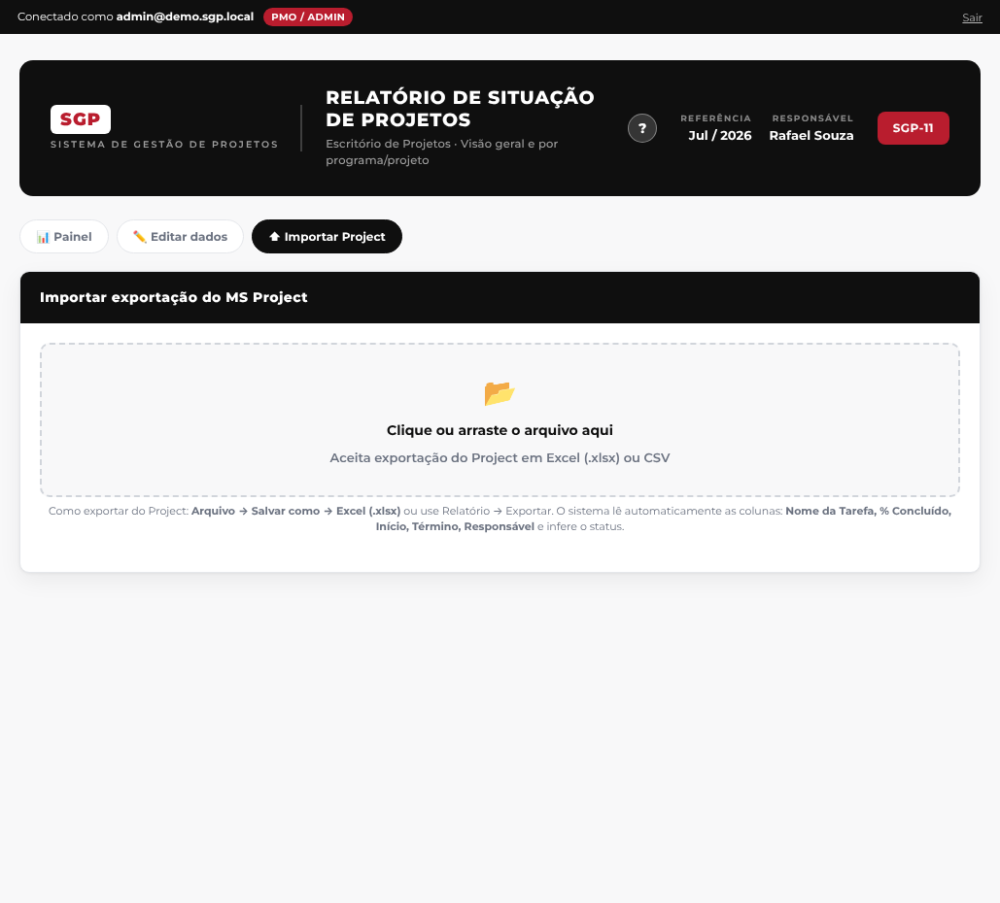 Conectado como admin@demo.sgp.local PMO / ADMIN Sair
SGP
SISTEMA DE GESTÃO DE PROJETOS
RELATÓRIO DE SITUAÇÃO
DE PROJETOS
Escritório de Projetos · Visão geral e por
programa/projeto
?
REFERÊNCIA
Jul / 2026
RESPONSÁVEL
Rafael Souza
SGP-11
Painel
Editar dados
Importar Project
Importar exportação do MS Project
Clique ou arraste o arquivo aqui
Aceita exportação do Project em Excel (.xlsx) ou CSV
Como exportar do Project: Arquivo → Salvar como → Excel (.xlsx) ou use Relatório → Exportar. O sistema lê automaticamente as colunas: Nome da Tarefa, % Concluído,
Início, Término, Responsável e infere o status.